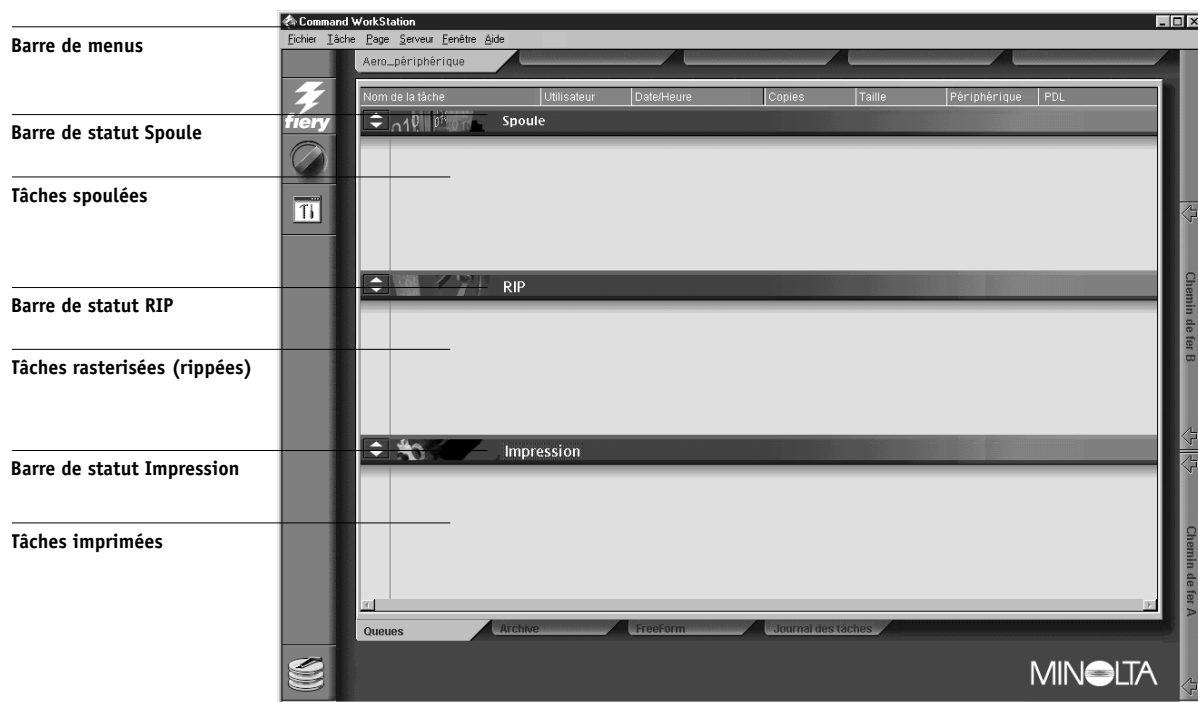 Command WorkStation
Barre de menus
Fichier Tâche Page Serveur Fenêtre Aide
Aero_périphérique
Nom de la tâche Utilisateur Date/Heure Copies Taille Périphérique PDL
fiery
Barre de statut Spoule
Spoule
Tâches spoulées
Chemin de fer B
Barre de statut RIP
RIP
Tâches rasterisées (rippées)
Barre de statut Impression
Impression
Tâches imprimées
Chemin de fer A
Queues Archive FreeForm Journal des tâches
MINOLTA